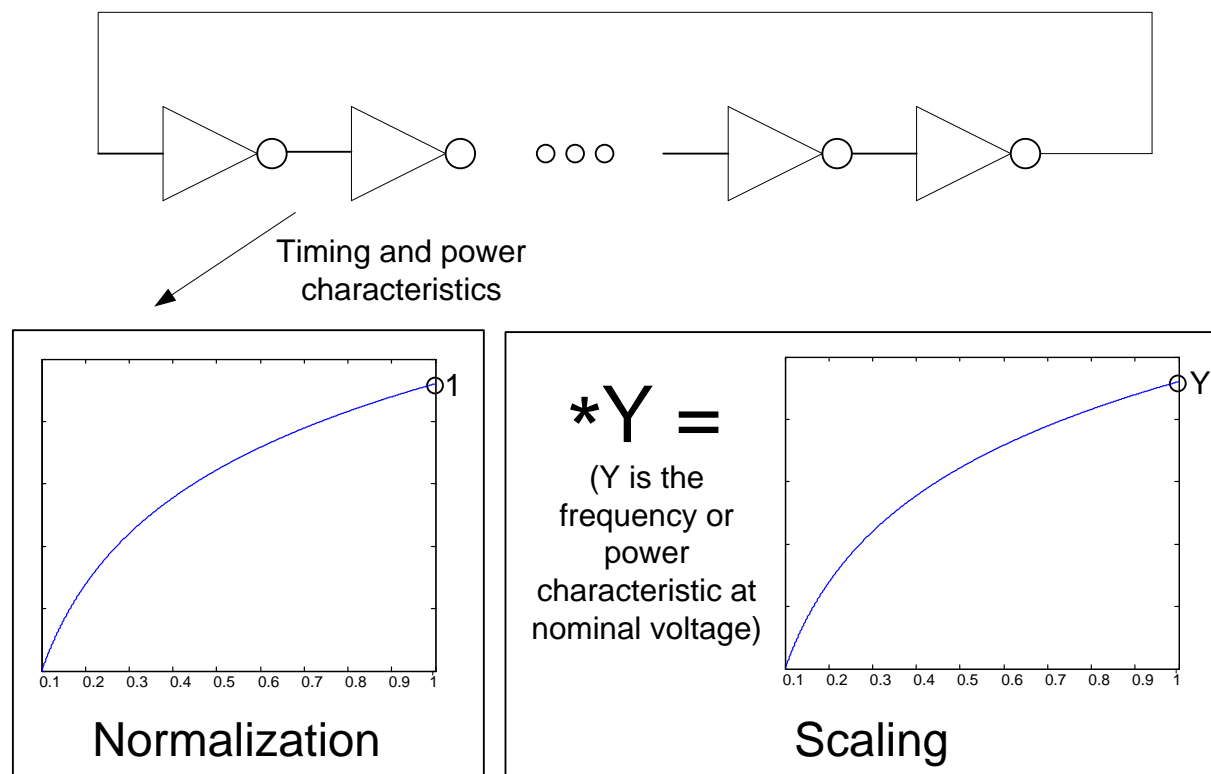 Timing and power
characteristics
1
0.1 0.2 0.3 0.4 0.5 0.6 0.7 0.8 0.9 1
Normalization
*Y =
(Y is the
frequency or
power
characteristic at
nominal voltage)
Y
0.1 0.2 0.3 0.4 0.5 0.6 0.7 0.8 0.9 1
Scaling